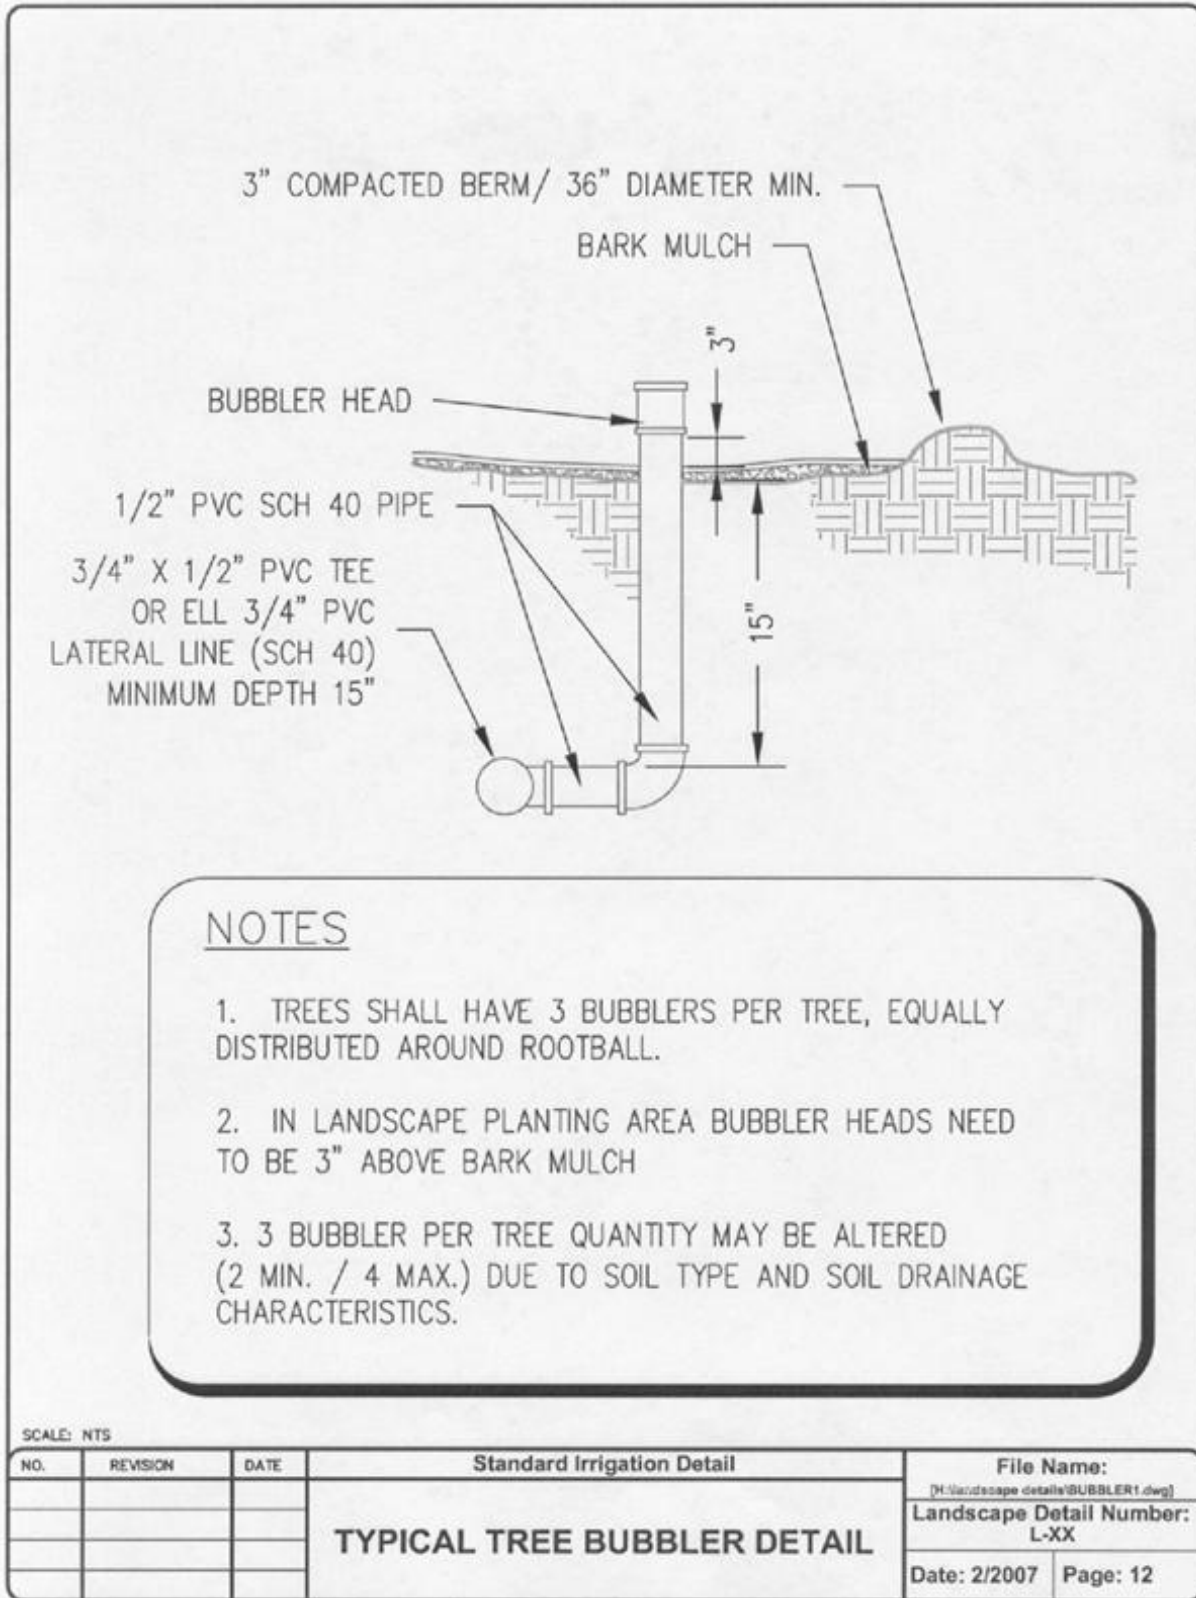 3" COMPACTED BERM/ 36" DIAMETER MIN.
BARK MULCH
3"
BUBBLER HEAD
1/2" PVC SCH 40 PIPE
3/4" X 1/2" PVC TEE
OR ELL 3/4" PVC
LATERAL LINE (SCH 40)
MINIMUM DEPTH 15"
15"
NOTES
1. TREES SHALL HAVE 3 BUBBLERS PER TREE, EQUALLY
DISTRIBUTED AROUND ROOTBALL.
2. IN LANDSCAPE PLANTING AREA BUBBLER HEADS NEED
TO BE 3" ABOVE BARK MULCH
3. 3 BUBBLER PER TREE QUANTITY MAY BE ALTERED
(2 MIN. / 4 MAX.) DUE TO SOIL TYPE AND SOIL DRAINAGE
CHARACTERISTICS.
SCALE: NTS
NO. REVISION DATE
Standard Irrigation Detail
TYPICAL TREE BUBBLER DETAIL
File Name:
[H:\landscape details\BUBBLER1.dwg]
Landscape Detail Number:
L-XX
Date: 2/2007 Page: 12